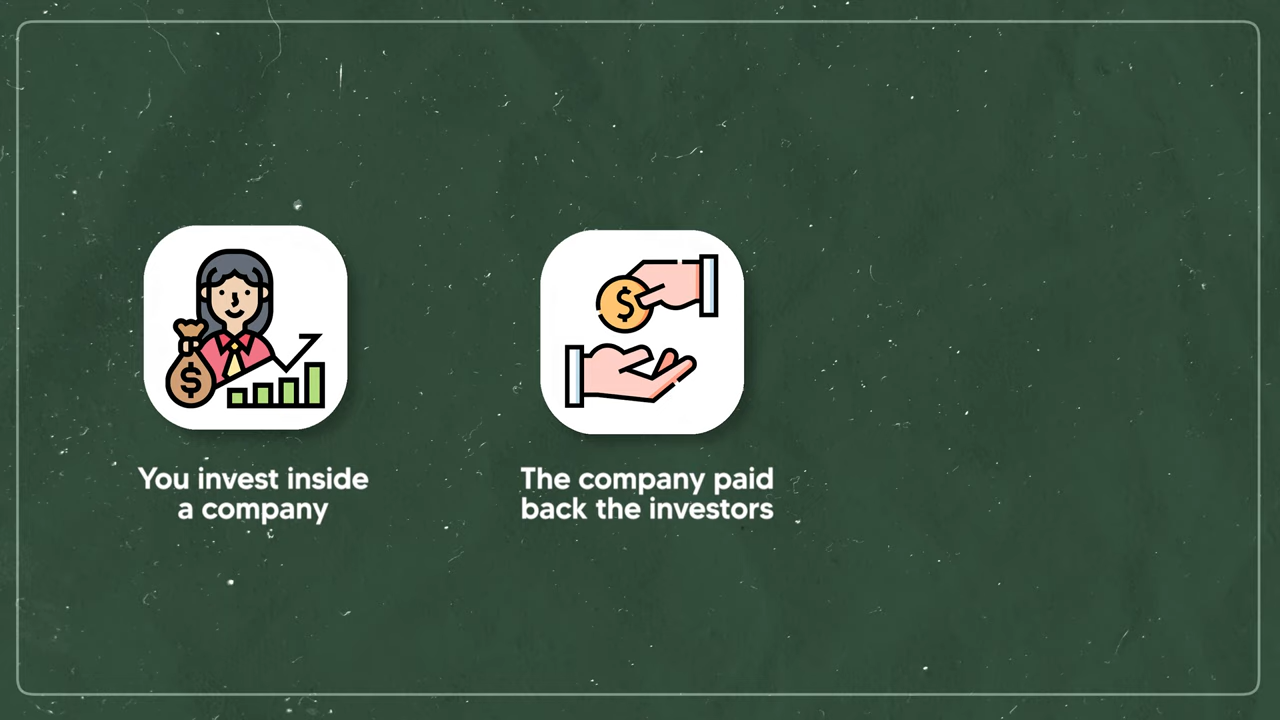 You invest inside
a company
The company paid
back the investors
$
$